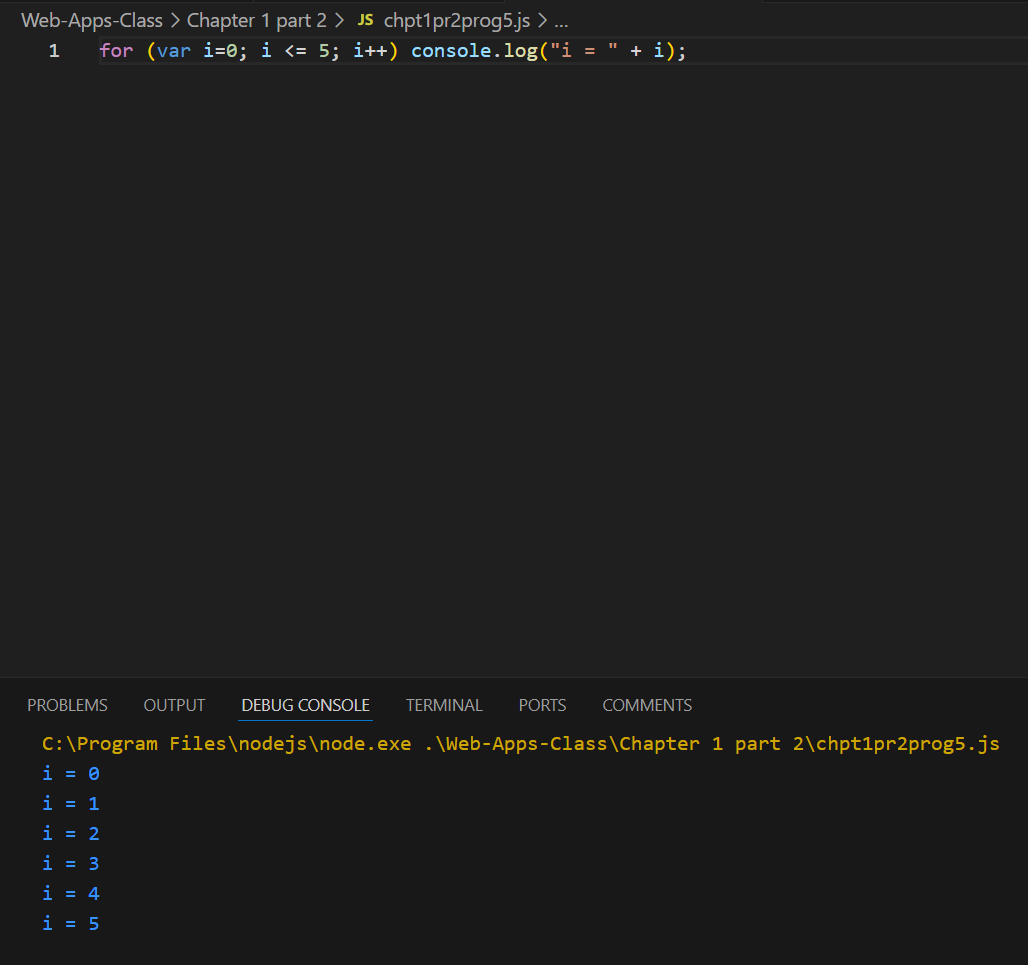 Web-Apps-Class > Chapter 1 part 2 > JS chpt1pr2prog5.js > ...
1 for (var i=0; i <= 5; i++) console.log("i = " + i);
PROBLEMS OUTPUT DEBUG CONSOLE TERMINAL PORTS COMMENTS
C:\Program Files\nodejs\node.exe .\Web-Apps-Class\Chapter 1 part 2\chpt1pr2prog5.js
i = 0
i = 1
i = 2
i = 3
i = 4
i = 5